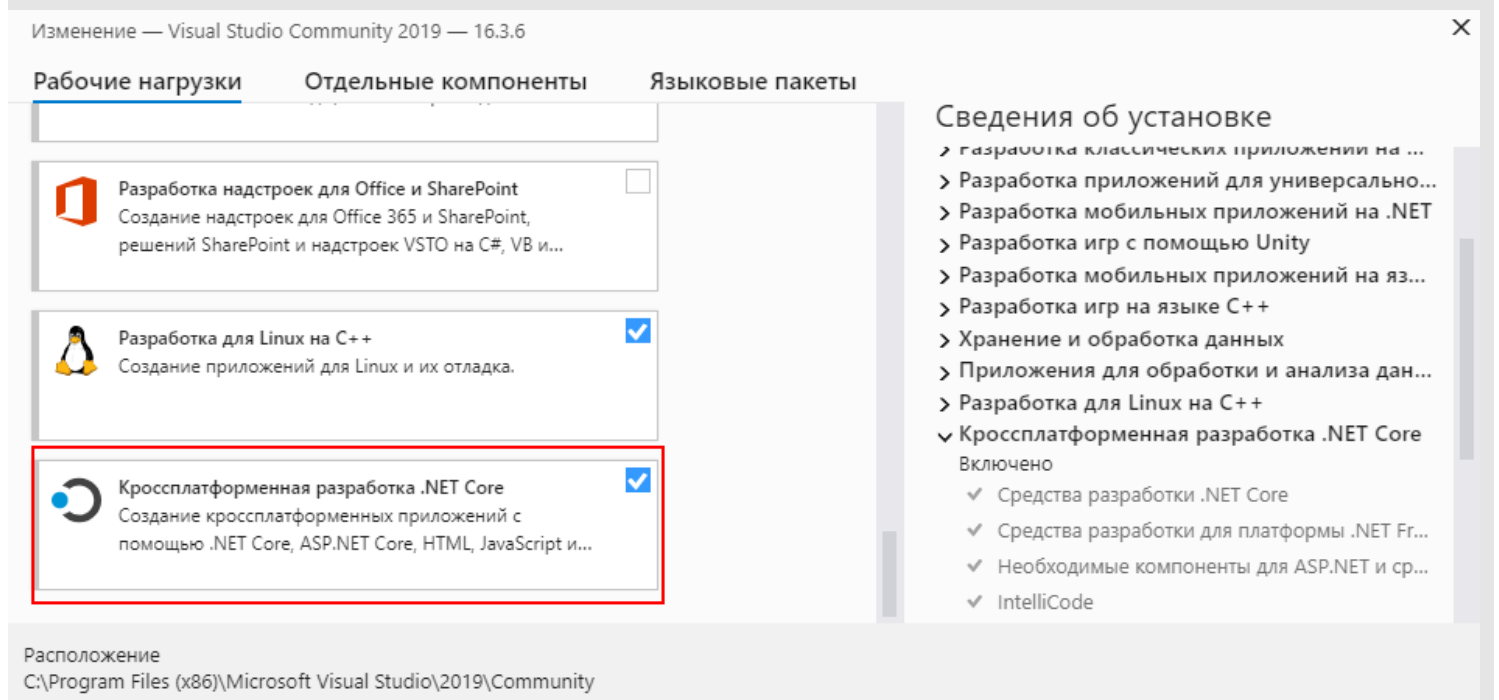 Изменение — Visual Studio Community 2019 — 16.3.6
Рабочие нагрузки Отдельные компоненты Языковые пакеты
Разработка надстроек для Office и SharePoint
Создание надстроек для Office 365 и SharePoint,
решений SharePoint и надстроек VSTO на C#, VB и...
Разработка для Linux на C++
Создание приложений для Linux и их отладка.
Кроссплатформенная разработка .NET Core
Создание кроссплатформенных приложений с
помощью .NET Core, ASP.NET Core, HTML, JavaScript и...
Сведения об установке
Разработка классических приложений на ...
Разработка приложений для универсально...
Разработка мобильных приложений на .NET
Разработка игр с помощью Unity
Разработка мобильных приложений на яз...
Разработка игр на языке C++
Хранение и обработка данных
Приложения для обработки и анализа дан...
Разработка для Linux на C++
Кроссплатформенная разработка .NET Core
Включено
Средства разработки .NET Core
Средства разработки для платформы .NET Fr...
Необходимые компоненты для ASP.NET и ср...
IntelliCode
Расположение
C:\Program Files (x86)\Microsoft Visual Studio\2019\Community